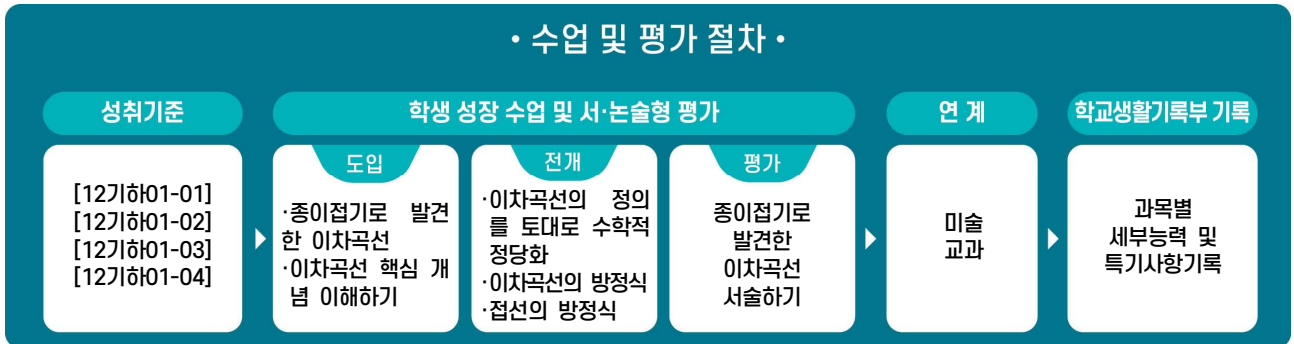 • 수업 및 평가 절차 •
성취기준
학생 성장 수업 및 서·논술형 평가
연 계
학교생활기록부 기록
[12기하01-01]
[12기하01-02]
[12기하01-03]
[12기하01-04]
도입
·종이접기로 발견
한 이차곡선
·이차곡선 핵심 개
념 이해하기
전개
·이차곡선의 정의
를 토대로 수학적
정당화
·이차곡선의 방정식
·접선의 방정식
평가
종이접기로
발견한
이차곡선
서술하기
미술
교과
과목별
세부능력 및
특기사항기록